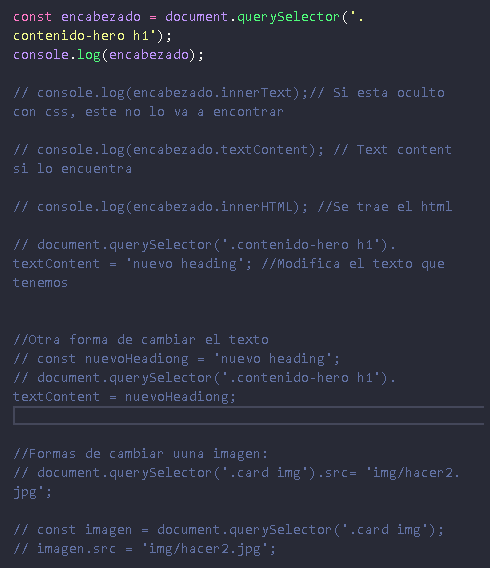 const encabezado = document.querySelector('.
contenido-hero h1');
console.log(encabezado);
// console.log(encabezado.innerText);// Si esta oculto
con css, este no lo va a encontrar
// console.log(encabezado.textContent); // Text content
si lo encuentra
// console.log(encabezado.innerHTML); //Se trae el html
// document.querySelector('.contenido-hero h1').
textContent = 'nuevo heading'; //Modifica el texto que
tenemos
//Otra forma de cambiar el texto
// const nuevoHeadiong = 'nuevo heading';
// document.querySelector('.contenido-hero h1').
textContent = nuevoHeadiong;
//Formas de cambiar uuna imagen:
// document.querySelector('.card img').src= 'img/hacer2.
jpg';
// const imagen = document.querySelector('.card img');
// imagen.src = 'img/hacer2.jpg';